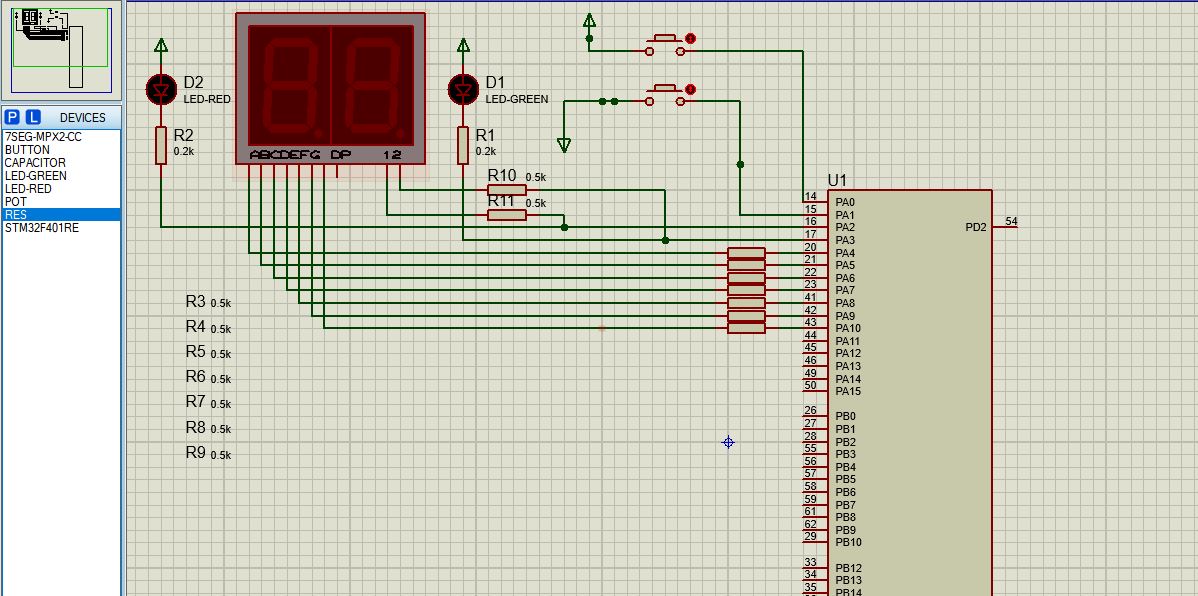 P L DEVICES
7SEG-MPX2-CC
BUTTON
CAPACITOR
LED-GREEN
LED-RED
POT
RES
STM32F401RE
D2
LED-RED
R2
0.2k
ABCDEFG DP 12
D1
LED-GREEN
R1
0.2k
R10 0.5k
R11 0.5k
R3 0.5k
R4 0.5k
R5 0.5k
R6 0.5k
R7 0.5k
R8 0.5k
R9 0.5k
U1
14 PA0
15 PA1
16 PA2
17 PA3
20 PA4
21 PA5
22 PA6
23 PA7
41 PA8
42 PA9
43 PA10
44 PA11
45 PA12
46 PA13
49 PA14
50 PA15
26 PB0
27 PB1
28 PB2
55 PB3
56 PB4
57 PB5
58 PB6
59 PB7
61 PB8
62 PB9
29 PB10
33 PB12
34 PB13
35 PB14
PD2 54